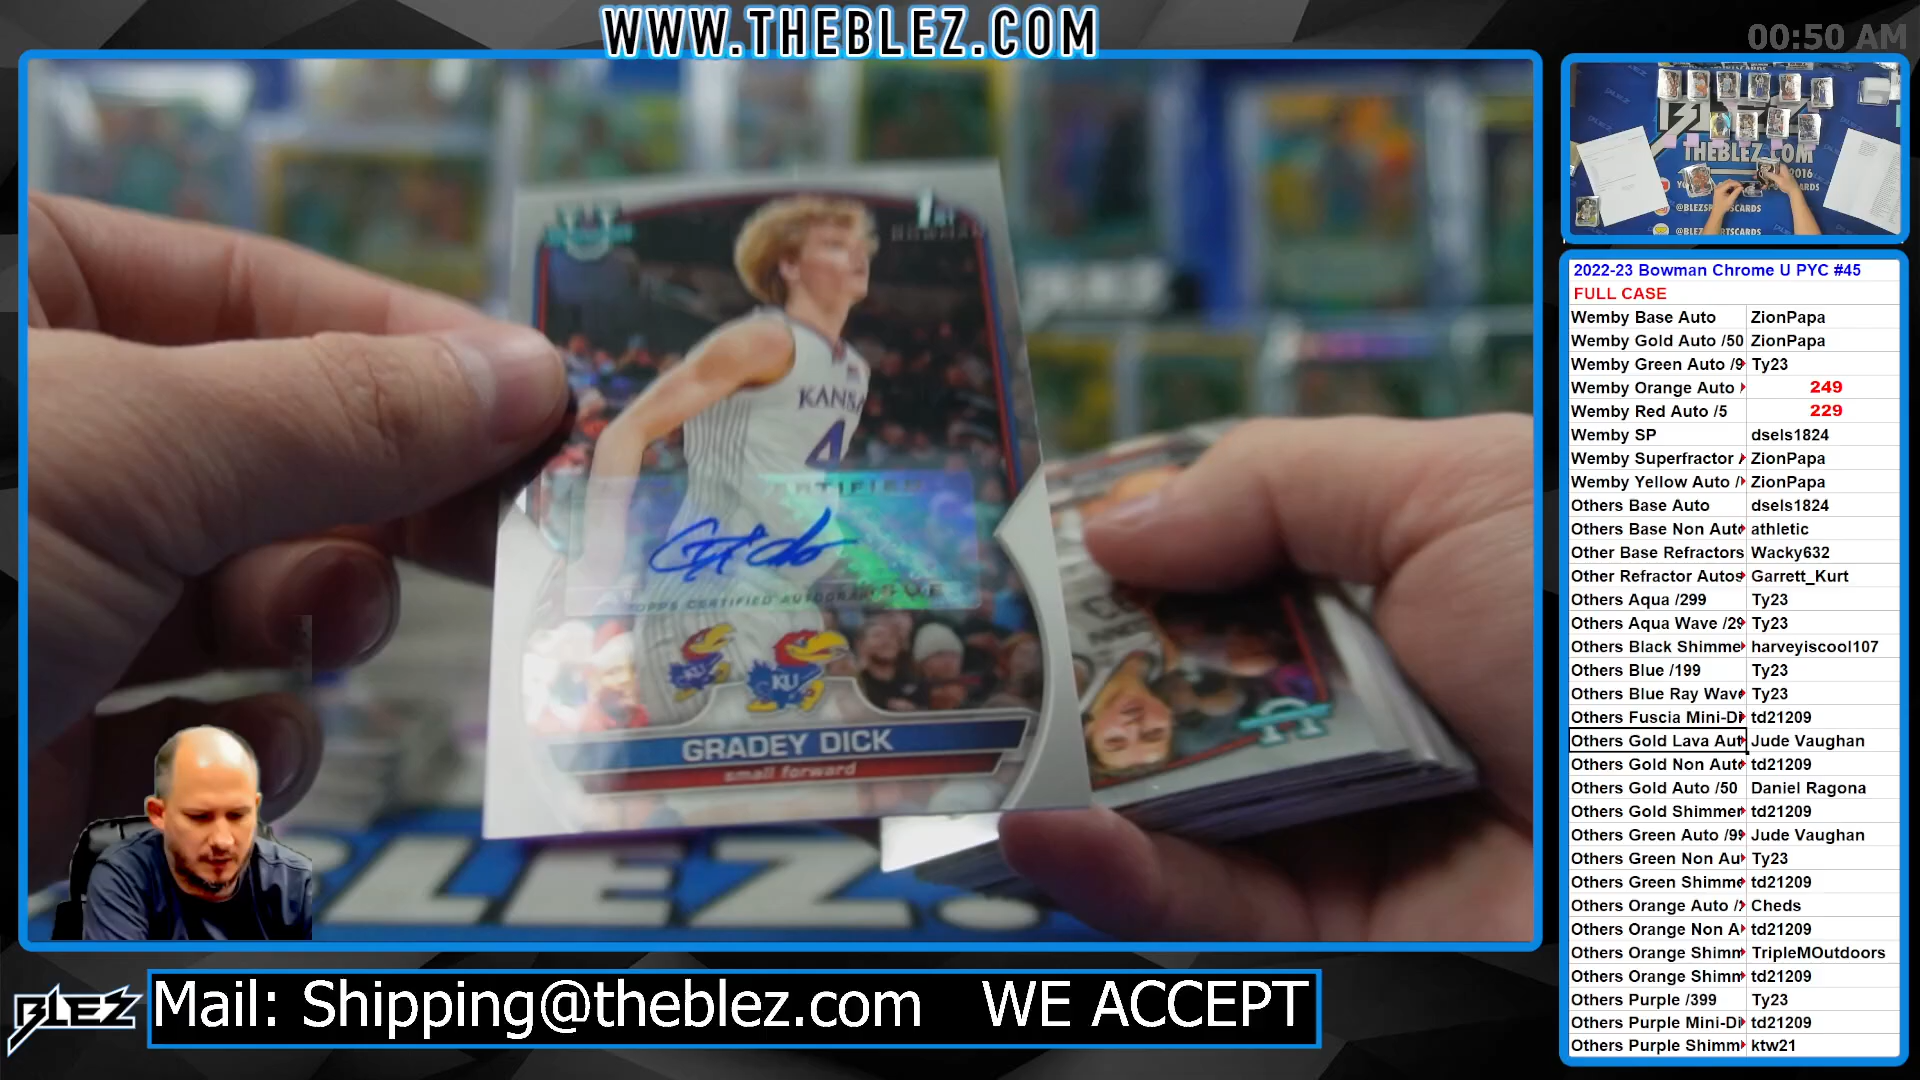 WWW.THEBLEZ.COM
00:50 AM
1ST
BOWMAN
KANSA
4
CERTIFIED
TOPPS CERTIFIED AUTOGRAPH ISSUE
KU
GRADEY DICK
small forward
BLEZ.
THEBLEZ.COM
2016
@BLEZSPORTSCARDS
2022-23 Bowman Chrome U PYC #45
FULL CASE
Wemby Base Auto ZionPapa
Wemby Gold Auto /50 ZionPapa
Wemby Green Auto /9 Ty23
Wemby Orange Auto 249
Wemby Red Auto /5 229
Wemby SP dsels1824
Wemby Superfractor ZionPapa
Wemby Yellow Auto / ZionPapa
Others Base Auto dsels1824
Others Base Non Auto athletic
Other Base Refractors Wacky632
Other Refractor Autos Garrett_Kurt
Others Aqua /299 Ty23
Others Aqua Wave /29 Ty23
Others Black Shimme harveyiscool107
Others Blue /199 Ty23
Others Blue Ray Wave Ty23
Others Fuscia Mini-Di td21209
Others Gold Lava Aut Jude Vaughan
Others Gold Non Auto td21209
Others Gold Auto /50 Daniel Ragona
Others Gold Shimmer td21209
Others Green Auto /99 Jude Vaughan
Others Green Non Au Ty23
Others Green Shimme td21209
Others Orange Auto / Cheds
Others Orange Non A td21209
Others Orange Shimm TripleMOutdoors
Others Orange Shimm td21209
Others Purple /399 Ty23
Others Purple Mini-Di td21209
Others Purple Shimm ktw21
BLEZ
Mail: Shipping@theblez.com WE ACCEPT